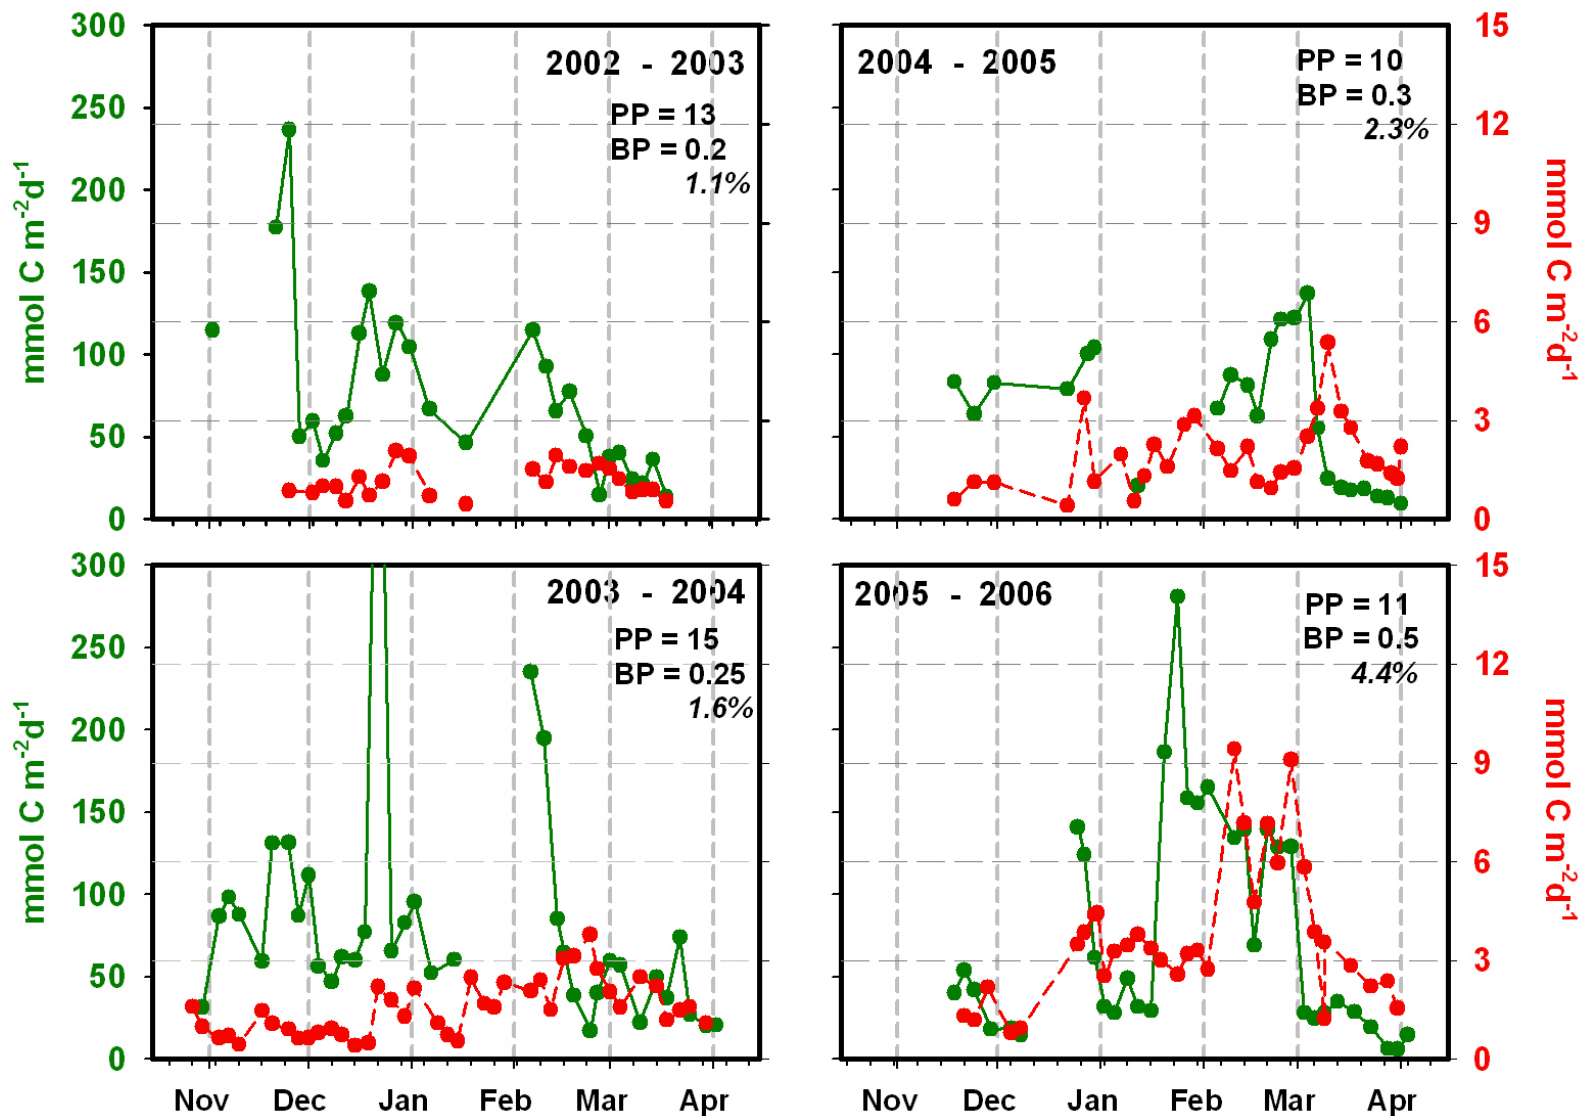 300
250
200
150
100
50
0
mmol C m-2d-1
2002 - 2003
PP = 13
BP = 0.2
1.1%
2004 - 2005
PP = 10
BP = 0.3
2.3%
15
12
9
6
3
0
mmol C m-2d-1
300
250
200
150
100
50
0
mmol C m-2d-1
2003 - 2004
PP = 15
BP = 0.25
1.6%
Nov Dec Jan Feb Mar Apr
2005 - 2006
PP = 11
BP = 0.5
4.4%
Nov Dec Jan Feb Mar Apr
15
12
9
6
3
0
mmol C m-2d-1